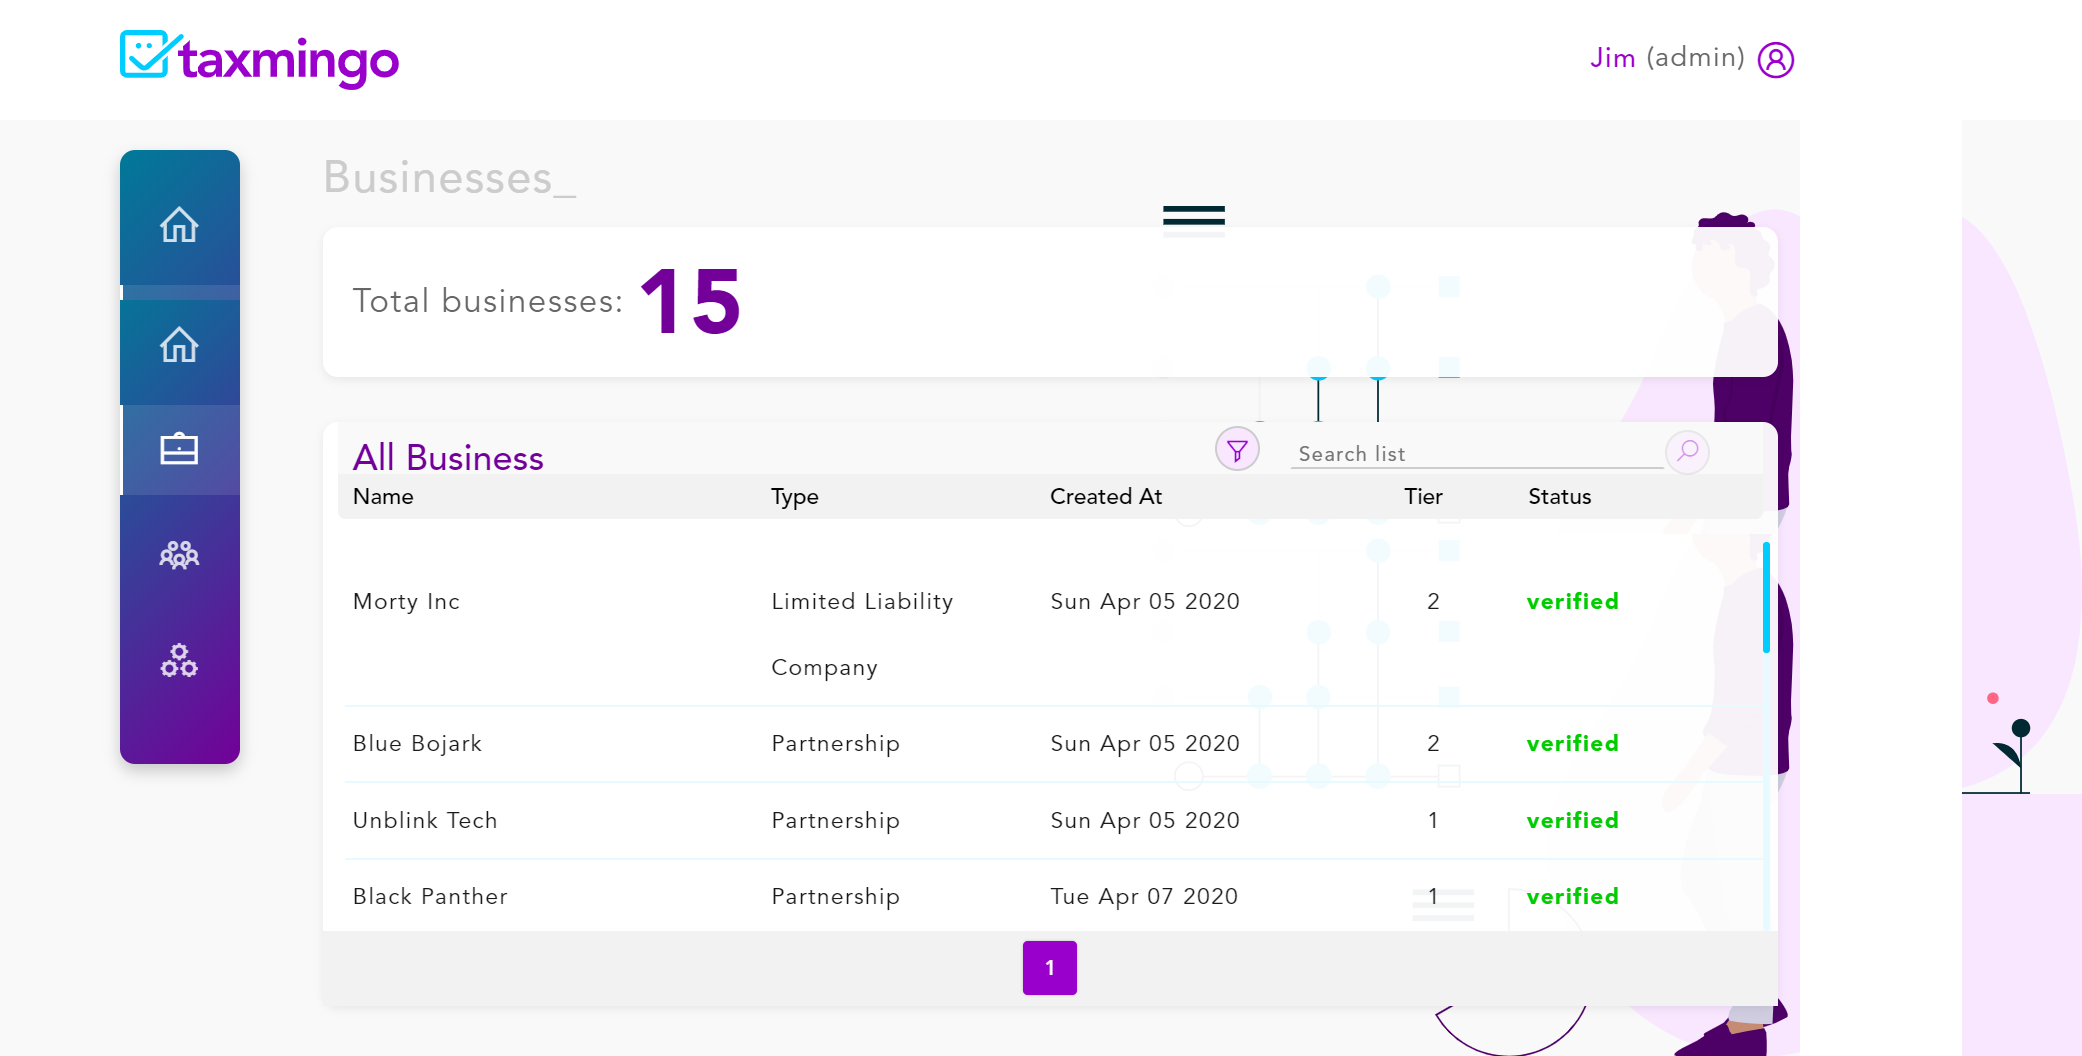 taxmingo
Jim (admin)
Businesses_
Total businesses: 15
All Business
Search list
Name Type Created At Tier Status
Morty Inc Limited Liability Company Sun Apr 05 2020 2 verified
Blue Bojark Partnership Sun Apr 05 2020 2 verified
Unblink Tech Partnership Sun Apr 05 2020 1 verified
Black Panther Partnership Tue Apr 07 2020 1 verified
1